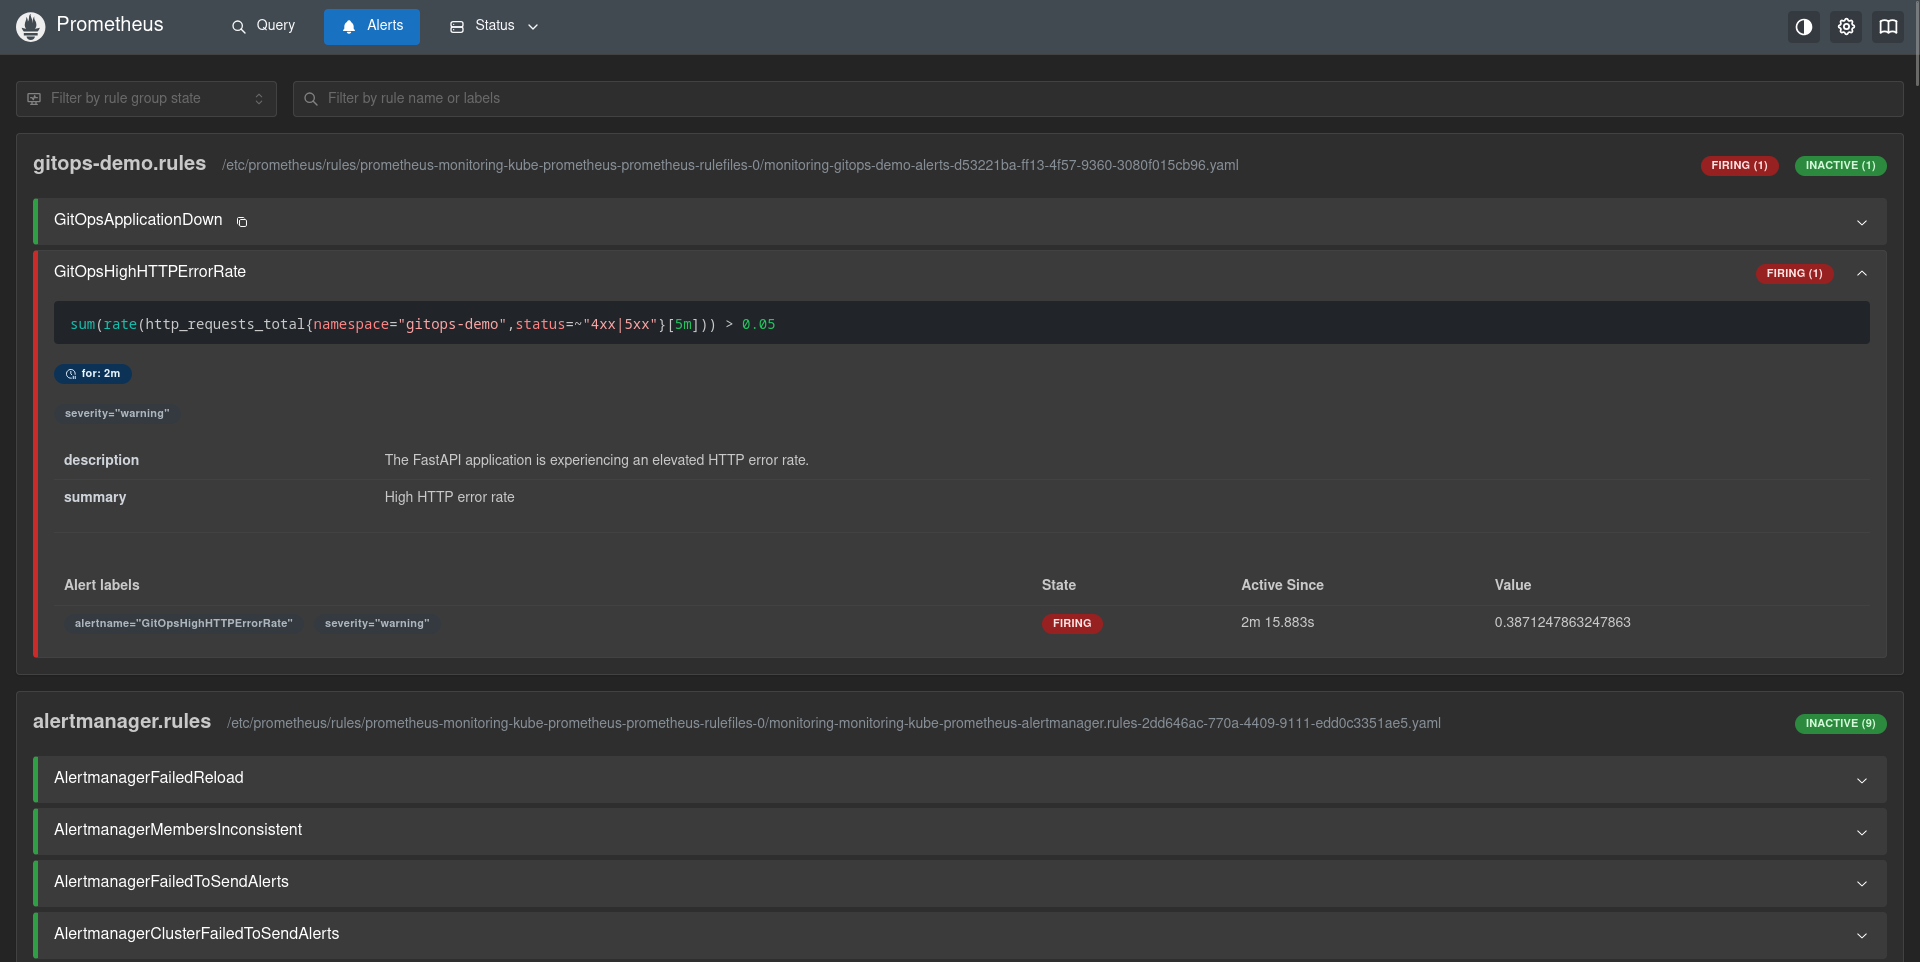 Prometheus
Query
Alerts
Status
Filter by rule group state
Filter by rule name or labels
gitops-demo.rules /etc/prometheus/rules/prometheus-monitoring-kube-prometheus-prometheus-rulefiles-0/monitoring-gitops-demo-alerts-d53221ba-ff13-4f57-9360-3080f015cb96.yaml FIRING (1) INACTIVE (1)
GitOpsApplicationDown
GitOpsHighHTTPErrorRate FIRING (1)
sum(rate(http_requests_total{namespace="gitops-demo",status=~"4xx|5xx"}[5m])) > 0.05
for: 2m
severity="warning"
description The FastAPI application is experiencing an elevated HTTP error rate.
summary High HTTP error rate
Alert labels State Active Since Value
alertname="GitOpsHighHTTPErrorRate" severity="warning" FIRING 2m 15.883s 0.3871247863247863
alertmanager.rules /etc/prometheus/rules/prometheus-monitoring-kube-prometheus-prometheus-rulefiles-0/monitoring-monitoring-kube-prometheus-alertmanager.rules-2dd646ac-770a-4409-9111-edd0c3351ae5.yaml INACTIVE (9)
AlertmanagerFailedReload
AlertmanagerMembersInconsistent
AlertmanagerFailedToSendAlerts
AlertmanagerClusterFailedToSendAlerts